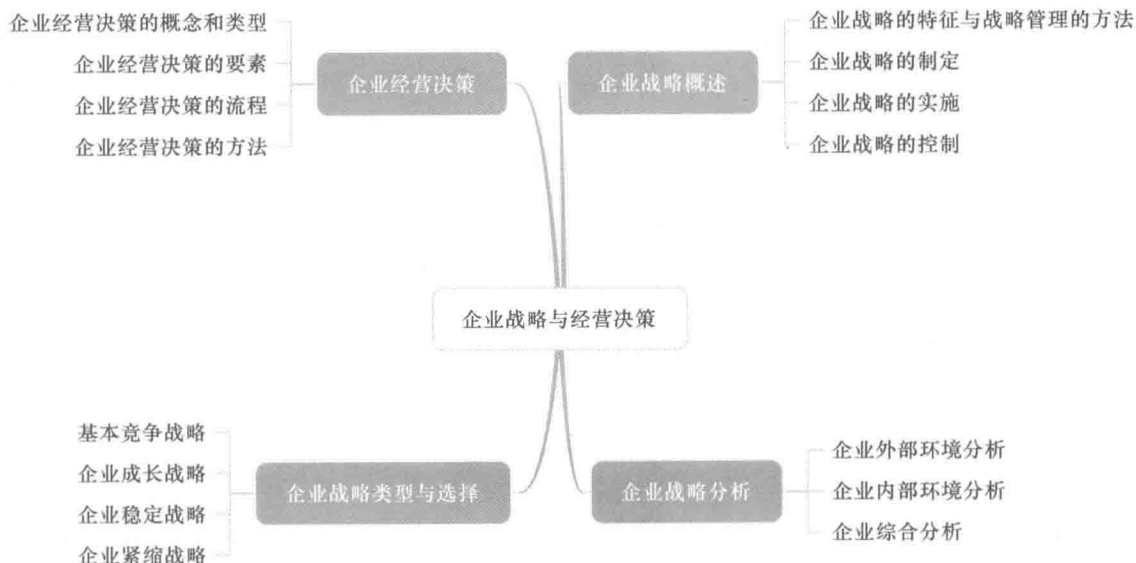 企业经营决策的概念和类型
企业经营决策的要素
企业经营决策的流程
企业经营决策的方法
企业经营决策
企业战略概述
企业战略的特征与战略管理的方法
企业战略的制定
企业战略的实施
企业战略的控制
企业战略与经营决策
基本竞争战略
企业成长战略
企业稳定战略
企业紧缩战略
企业战略类型与选择
企业战略分析
企业外部环境分析
企业内部环境分析
企业综合分析